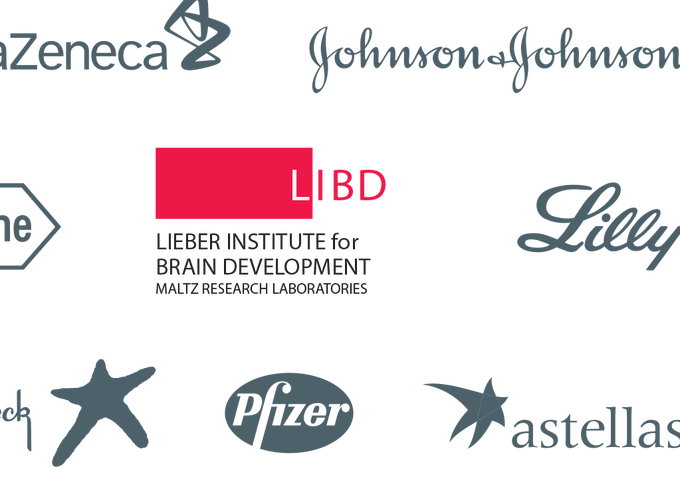 aZeneca
Johnson & Johnson
ne
LIBD
LIEBER INSTITUTE for
BRAIN DEVELOPMENT
MALTZ RESEARCH LABORATORIES
Lilly
eck
Pfizer
astellas